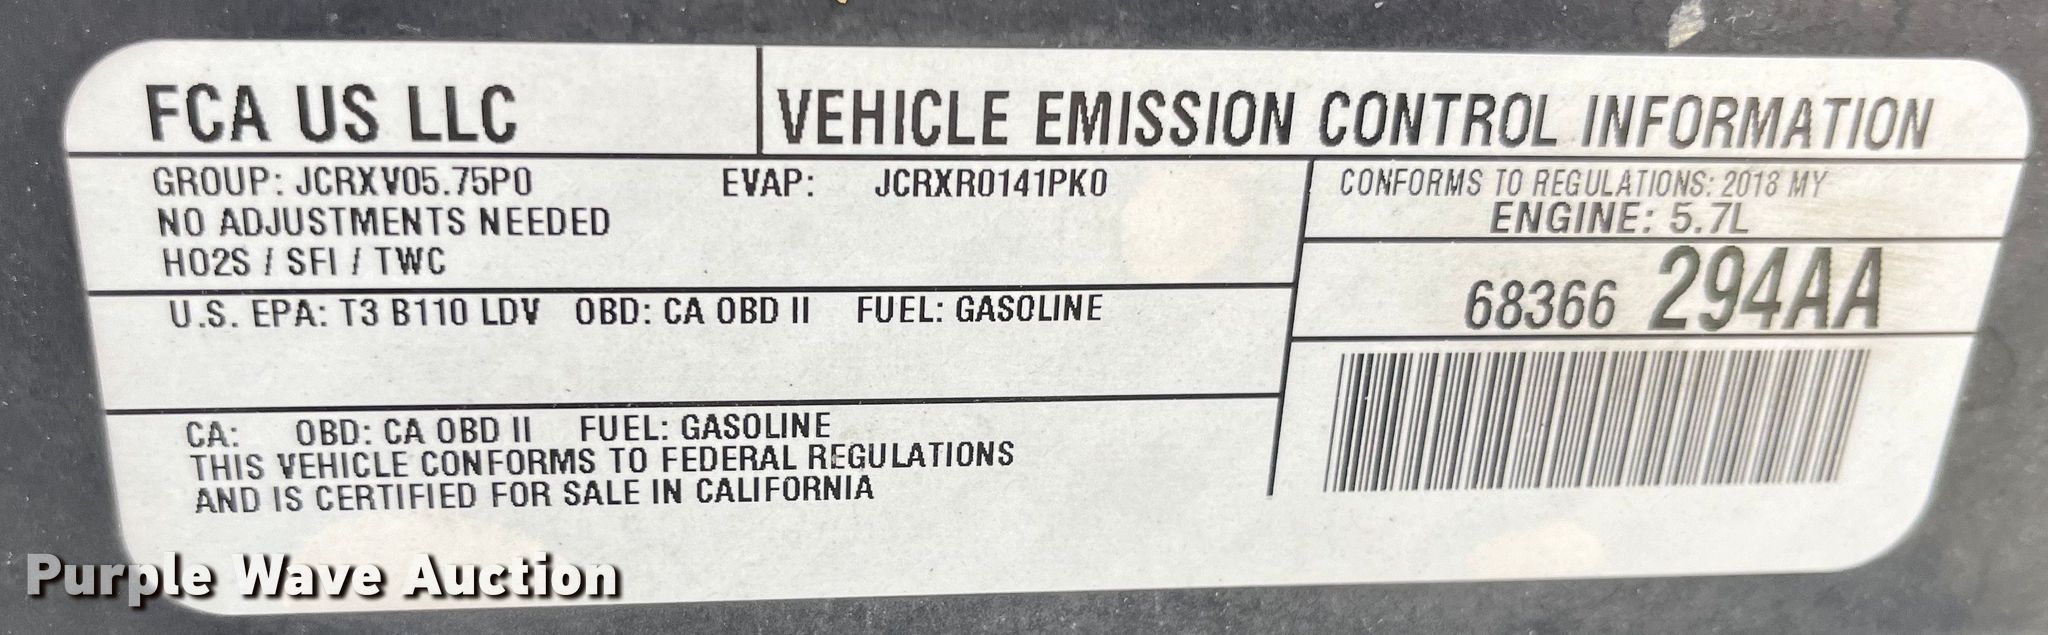 FCA US LLC
VEHICLE EMISSION CONTROL INFORMATION
GROUP: JCRXV05.75P0 EVAP: JCRXR0141PK0
NO ADJUSTMENTS NEEDED
HO2S / SFI / TWC
CONFORMS TO REGULATIONS: 2018 MY
ENGINE: 5.7L
68366 294AA
U.S. EPA: T3 B110 LDV OBD: CA OBD II FUEL: GASOLINE
CA: OBD: CA OBD II FUEL: GASOLINE
THIS VEHICLE CONFORMS TO FEDERAL REGULATIONS
AND IS CERTIFIED FOR SALE IN CALIFORNIA
Purple Wave Auction